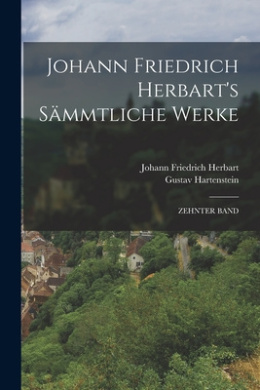 Johann Friedrich
Herbart's
Sämmtliche Werke
Johann Friedrich Herbart,
Gustav Hartenstein
ZEHNTER BAND